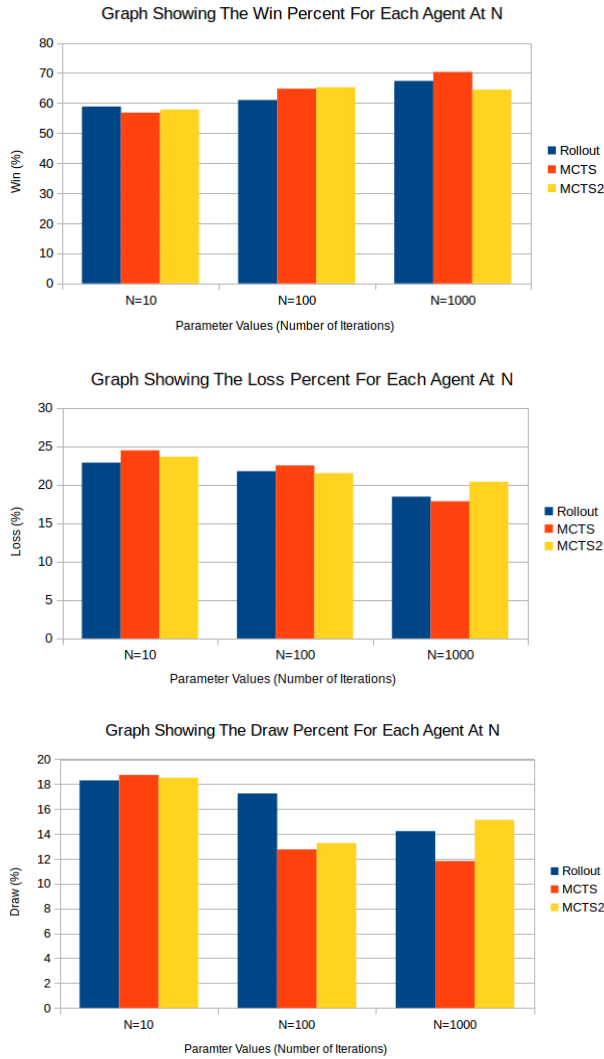 Graph Showing The Win Percent For Each Agent At N
80
70
60
50
40
30
20
10
0
Win (%)
N=10
N=100
N=1000
Parameter Values (Number of Iterations)
Rollout
MCTS
MCTS2
Graph Showing The Loss Percent For Each Agent At N
30
25
20
15
10
5
0
Loss (%)
N=10
N=100
N=1000
Parameter Values (Number of Iterations)
Rollout
MCTS
MCTS2
Graph Showing The Draw Percent For Each Agent At N
20
18
16
14
12
10
8
6
4
2
0
Draw (%)
N=10
N=100
N=1000
Paramter Values (Number of Iterations)
Rollout
MCTS
MCTS2